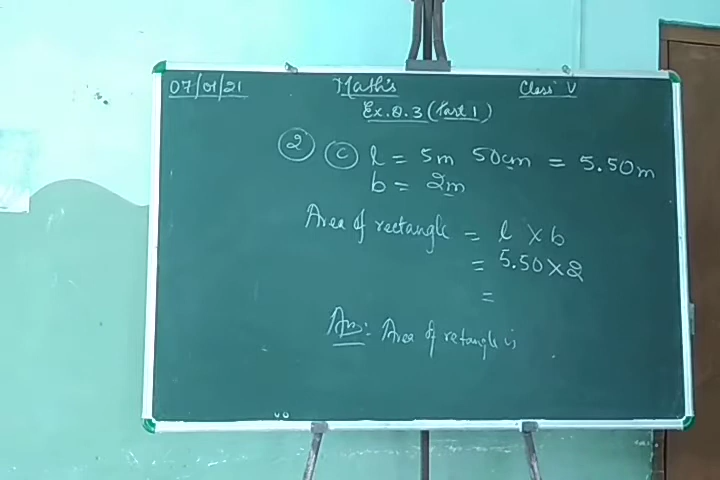 07/01/21 Maths Class V
Ex. 8.3 (Part 1)
2 c l = 5m 50cm = 5.50m
b = 2m
Area of rectangle = l × b
= 5.50 × 2
=
Ans: Area of retangle is